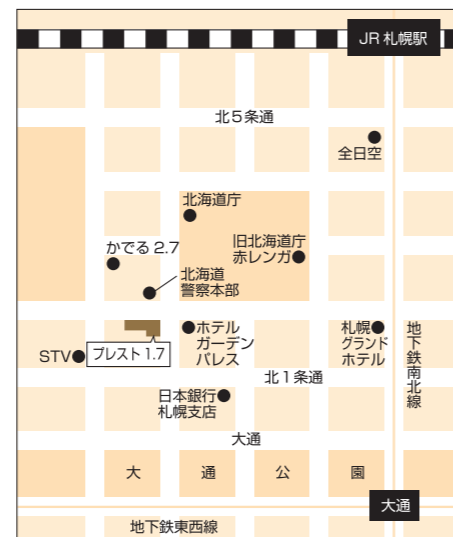 JR 札幌駅
北5条通
全日空
北海道庁
かでる 2.7
旧北海道庁
赤レンガ
北海道
警察本部
STV
プレスト 1.7
ホテル
ガーデン
パレス
札幌
グランド
ホテル
地下鉄南北線
北1条通
日本銀行
札幌支店
大通
大通公園
大通
地下鉄東西線